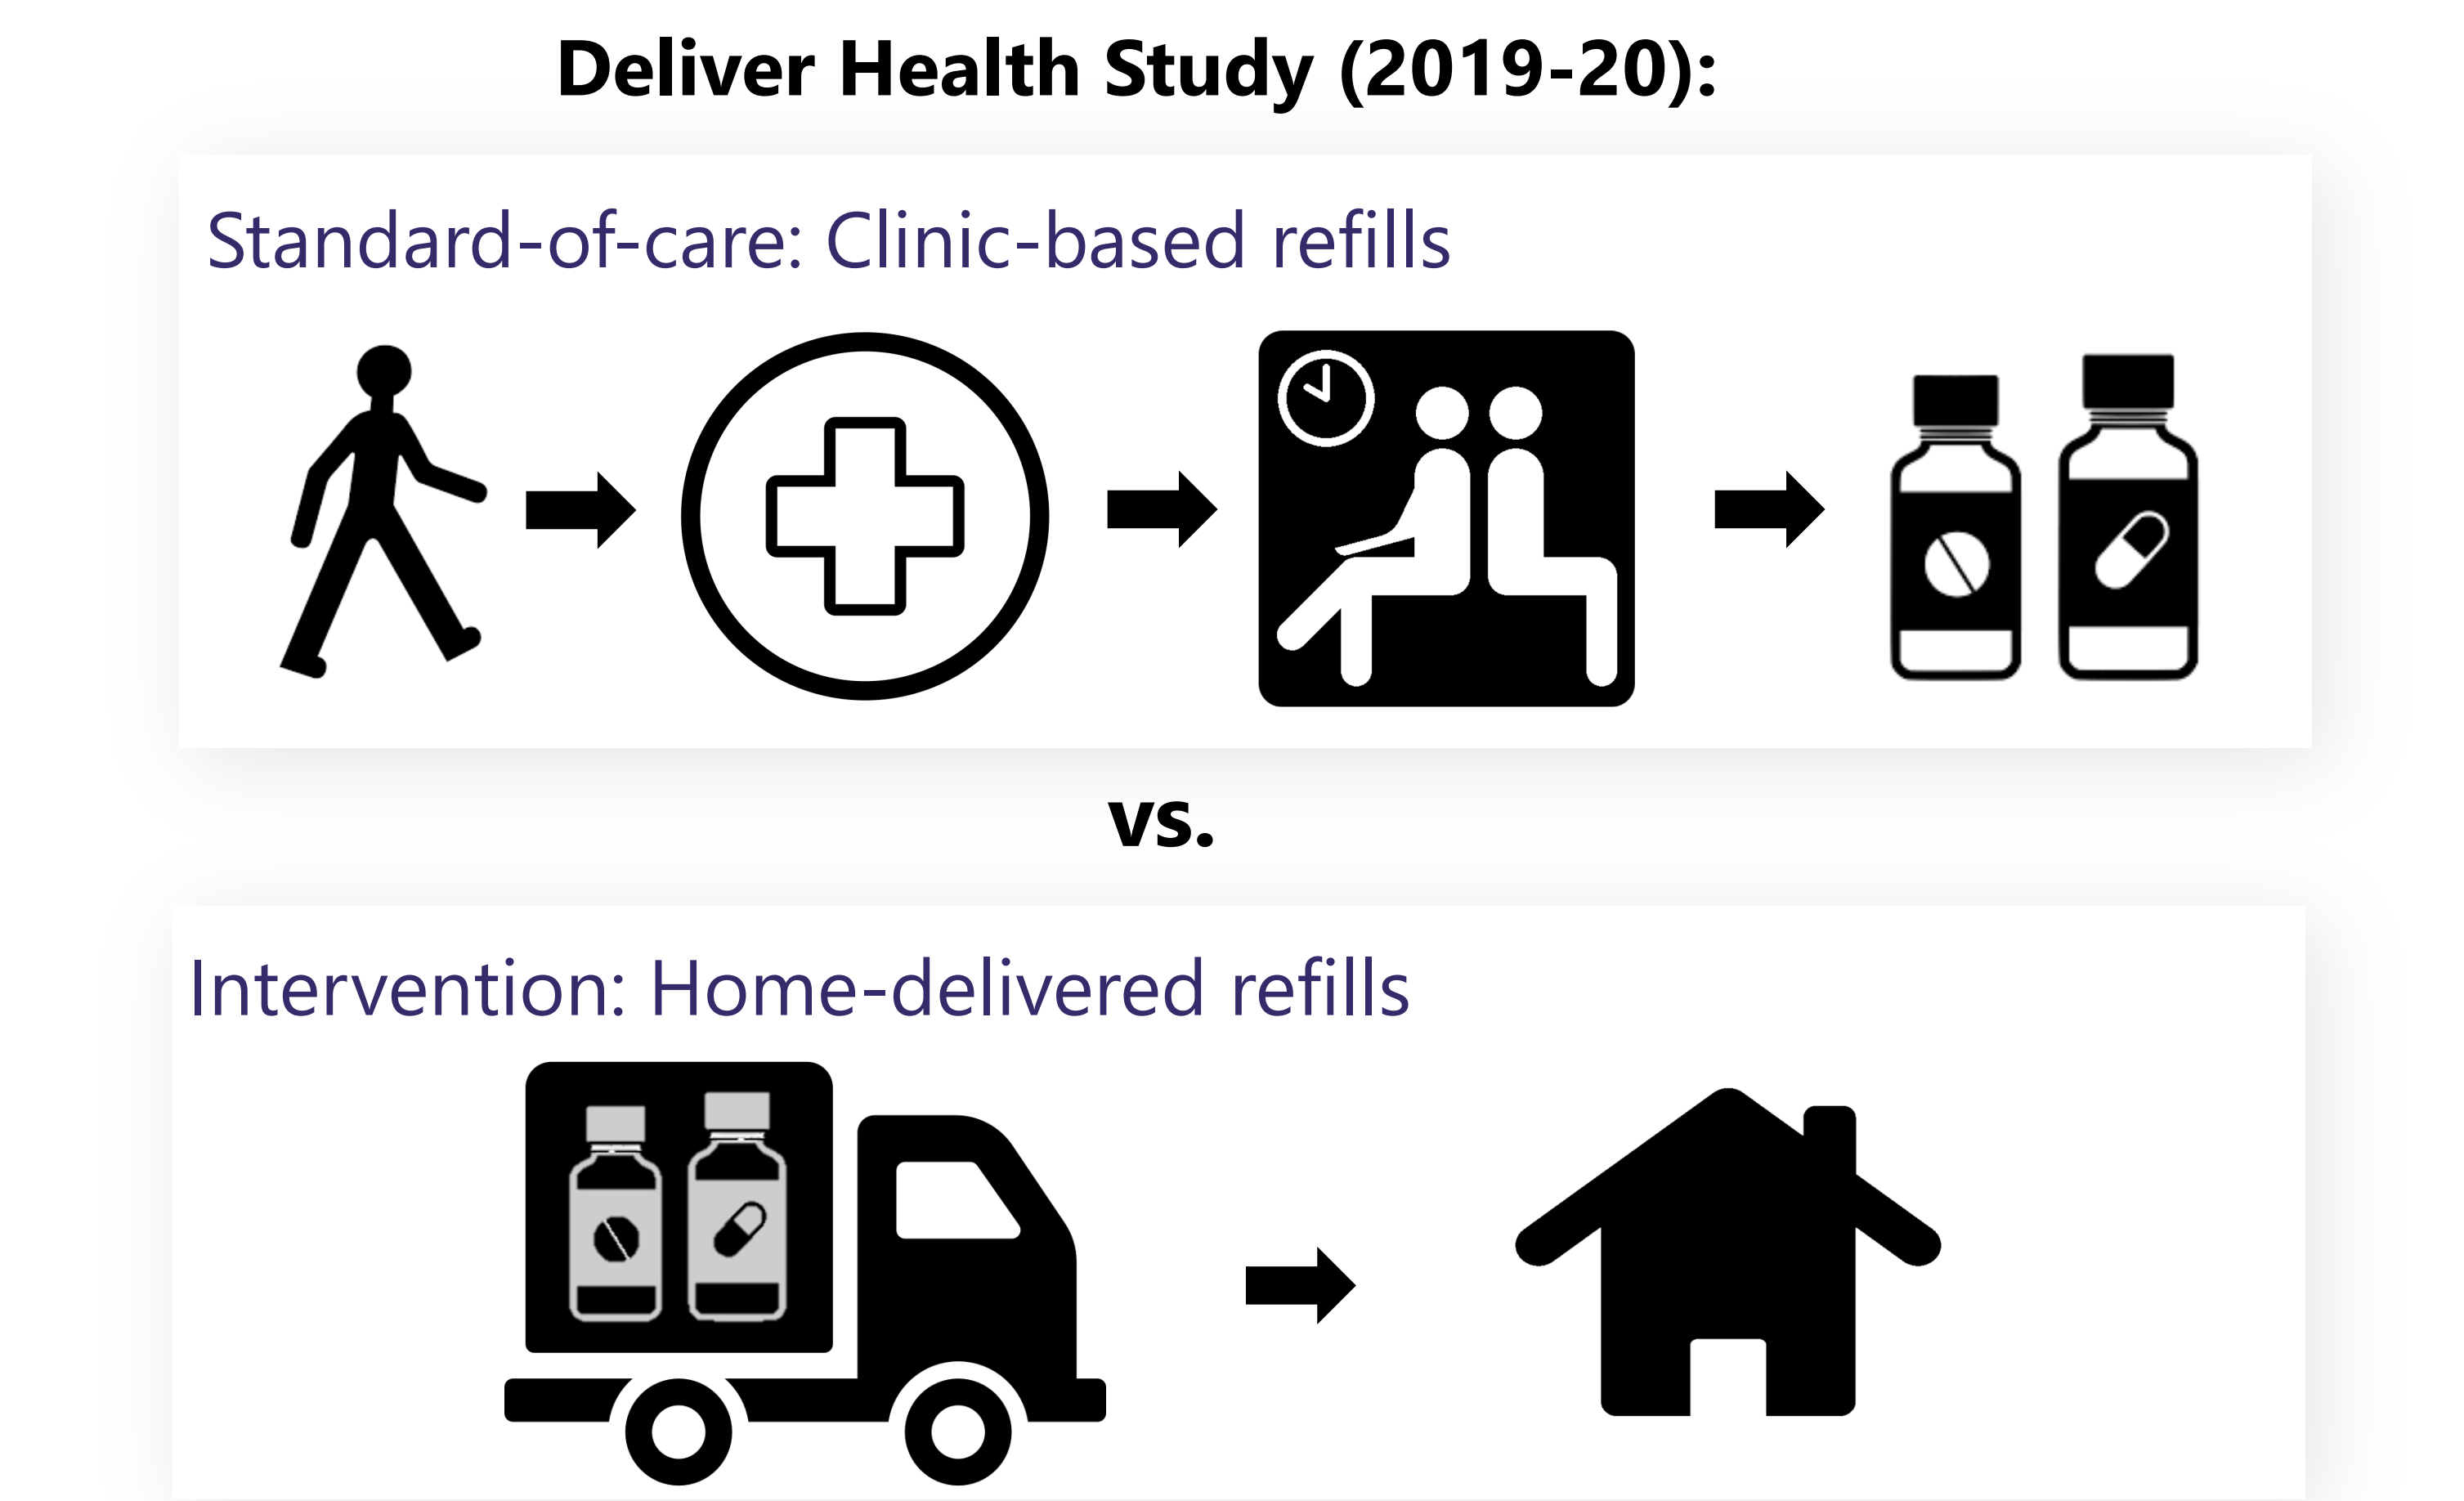 Deliver Health Study (2019-20):
Standard-of-care: Clinic-based refills
vs.
Intervention: Home-delivered refills